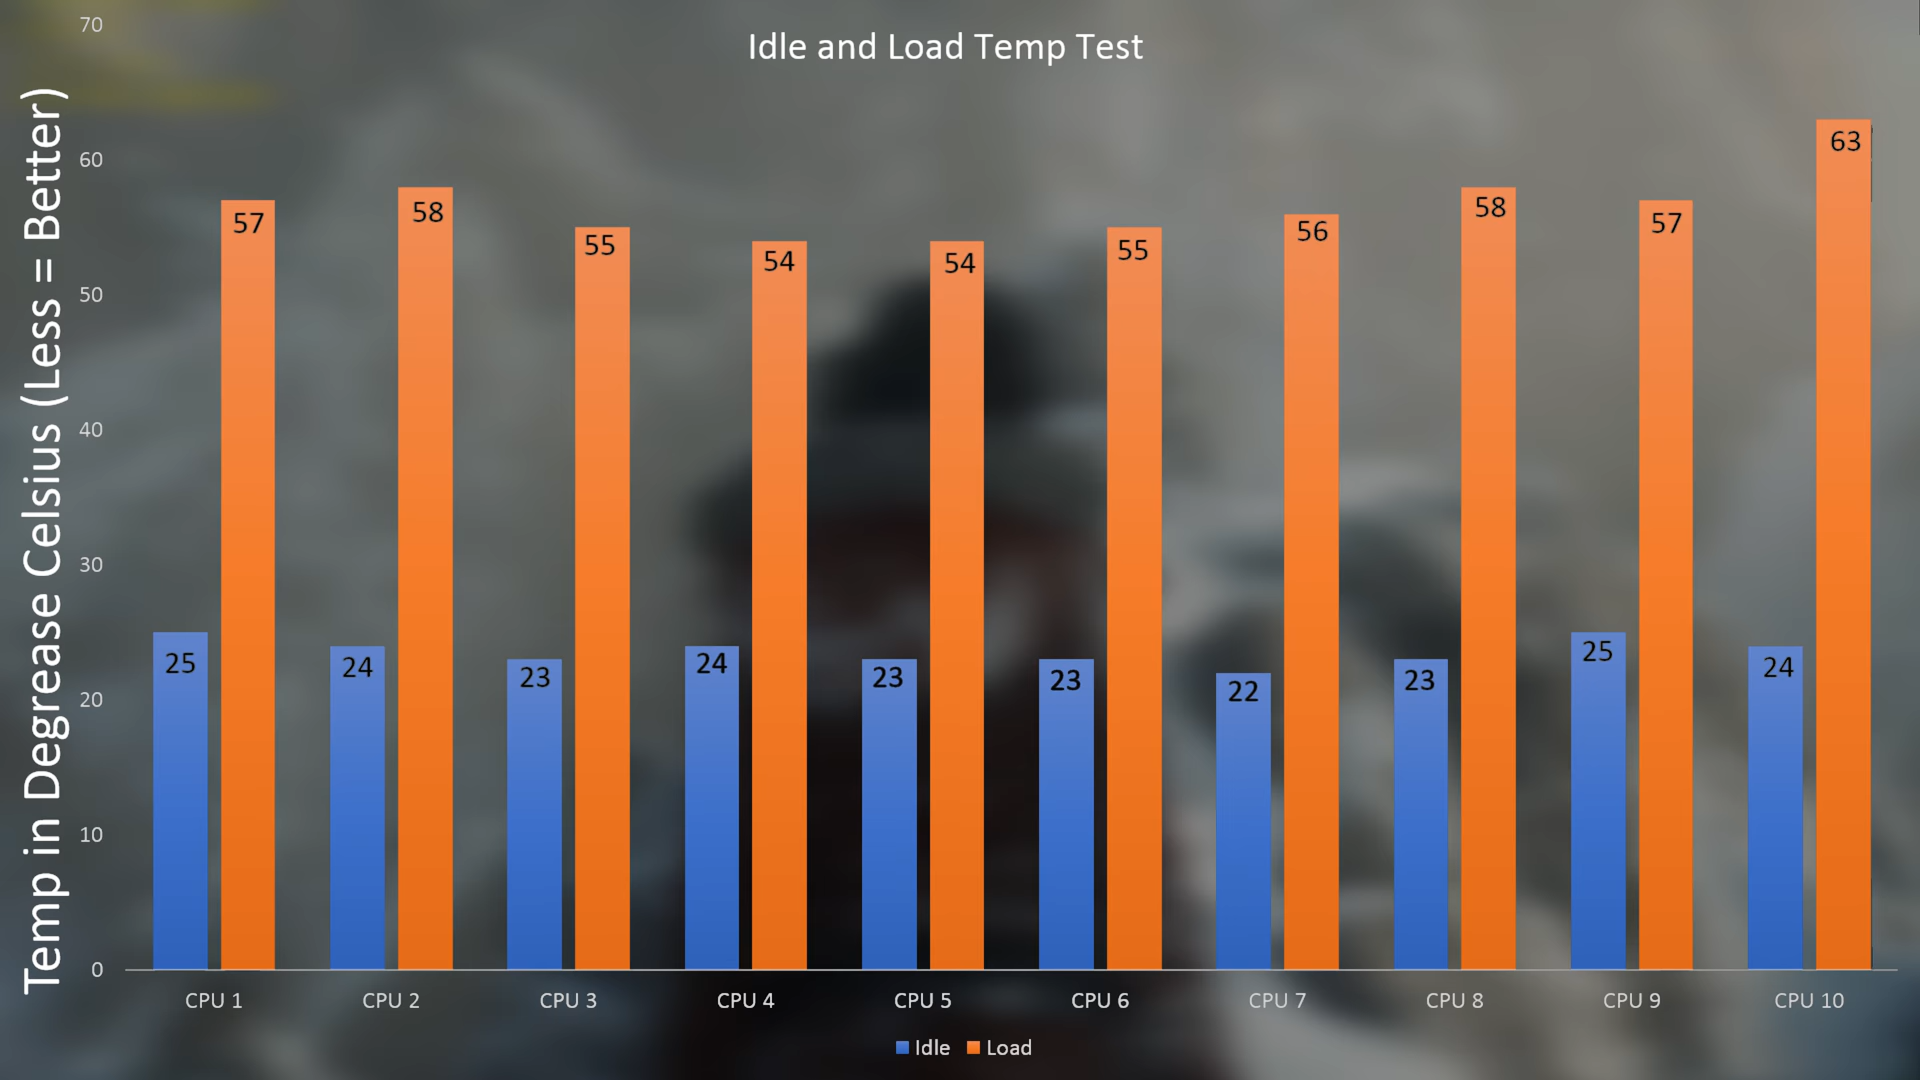 Idle and Load Temp Test
Temp in Degrease Celsius (Less = Better)
70
60
50
40
30
20
10
0
25 57 24 58 23 55 24 54 23 54 23 55 22 56 23 58 25 57 24 63
CPU 1 CPU 2 CPU 3 CPU 4 CPU 5 CPU 6 CPU 7 CPU 8 CPU 9 CPU 10
Idle Load